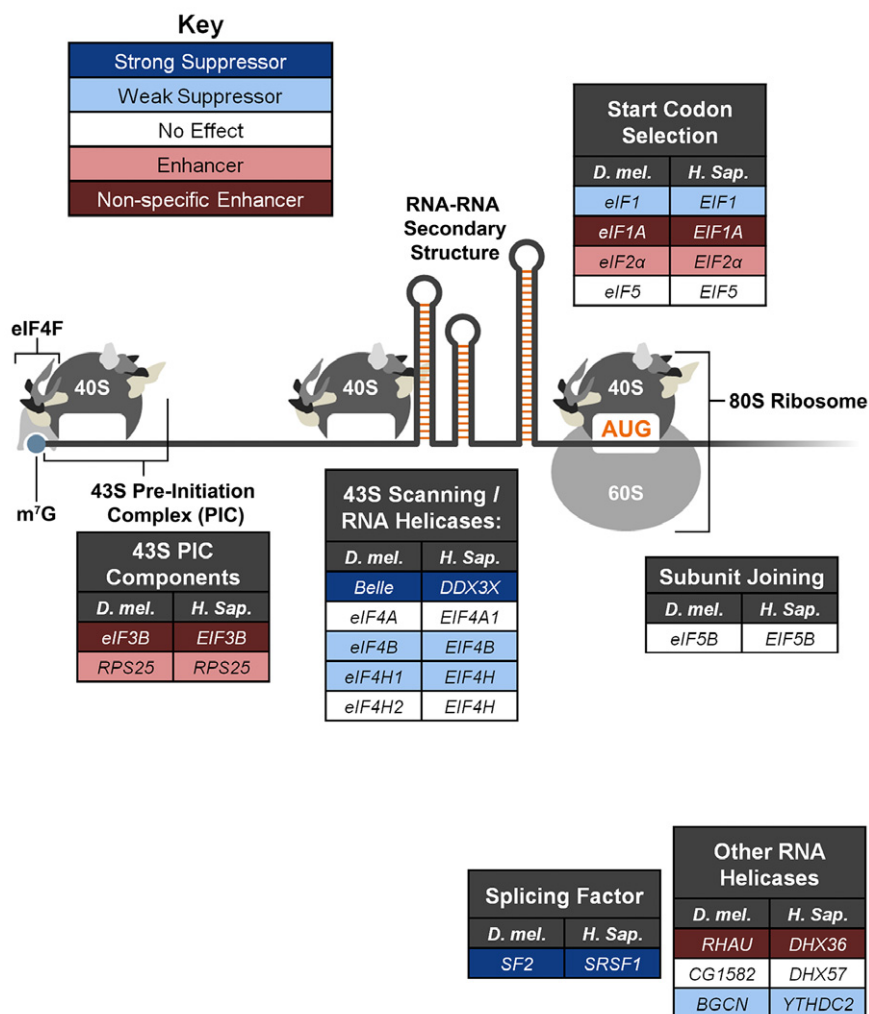 Key
Strong Suppressor
Weak Suppressor
No Effect
Enhancer
Non-specific Enhancer
Start Codon
Selection
D. mel. H. Sap.
eIF1 EIF1
eIF1A EIF1A
eIF2α EIF2α
eIF5 EIF5
RNA-RNA
Secondary
Structure
eIF4F
40S
40S
40S
AUG
60S
80S Ribosome
m⁷G
43S Pre-Initiation
Complex (PIC)
43S PIC
Components
D. mel. H. Sap.
eIF3B EIF3B
RPS25 RPS25
43S Scanning /
RNA Helicases:
D. mel. H. Sap.
Belle DDX3X
eIF4A EIF4A1
eIF4B EIF4B
eIF4H1 EIF4H
eIF4H2 EIF4H
Subunit Joining
D. mel. H. Sap.
eIF5B EIF5B
Splicing Factor
D. mel. H. Sap.
SF2 SRSF1
Other RNA
Helicases
D. mel. H. Sap.
RHAU DHX36
CG1582 DHX57
BGCN YTHDC2